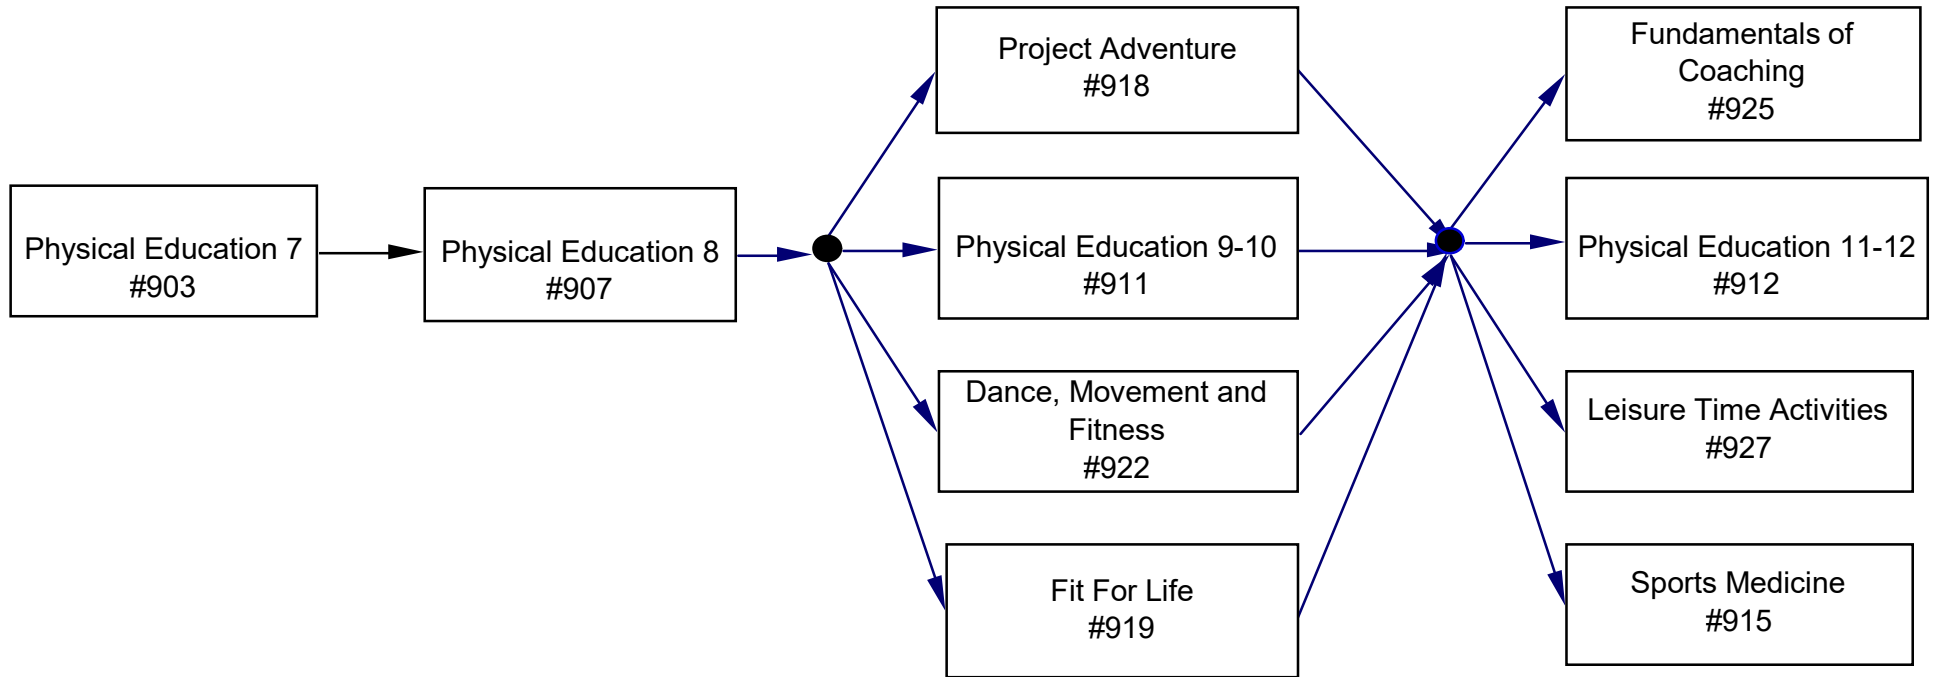 Physical Education 7
#903
Physical Education 8
#907
Project Adventure
#918
Physical Education 9-10
#911
Dance, Movement and
Fitness
#922
Fit For Life
#919
Fundamentals of
Coaching
#925
Physical Education 11-12
#912
Leisure Time Activities
#927
Sports Medicine
#915